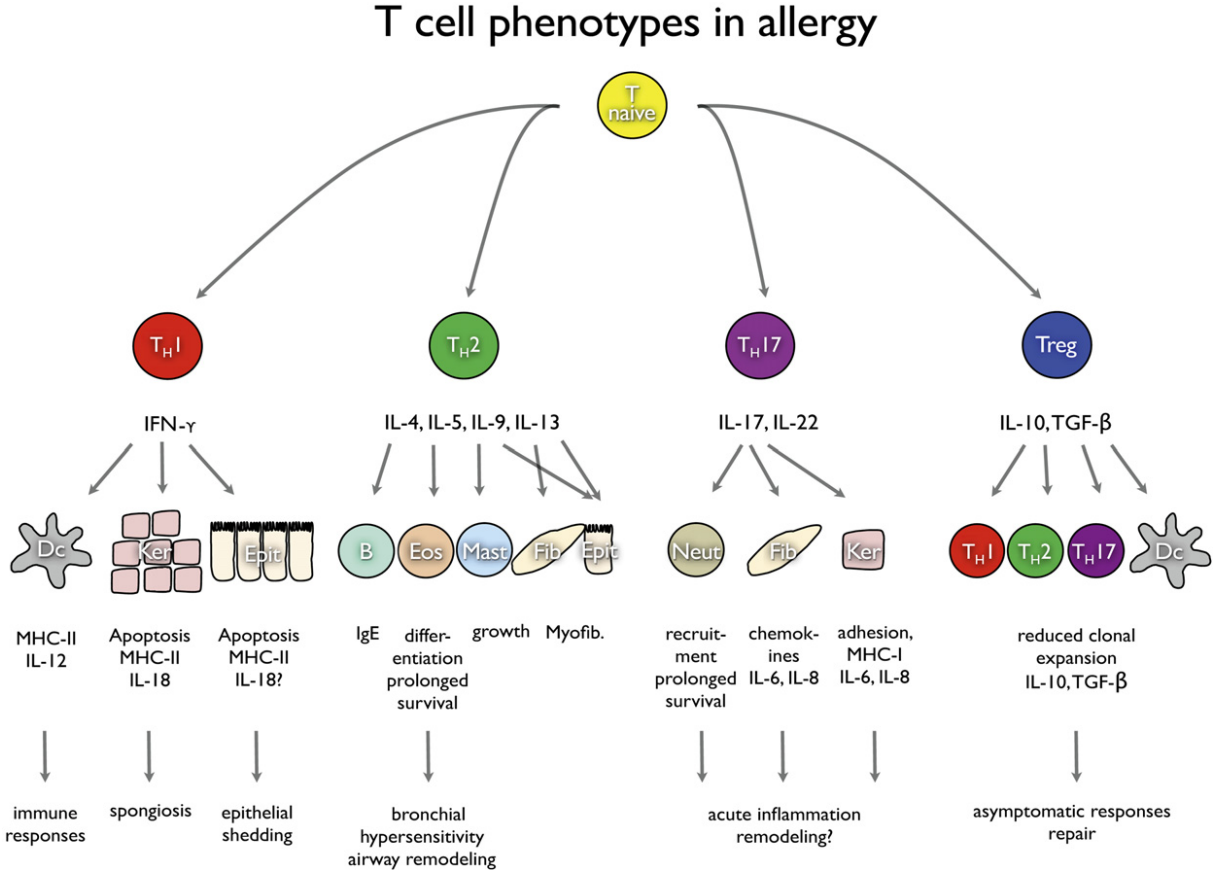 T cell phenotypes in allergy
T
naive
TH1
TH2
TH17
Treg
IFN-γ
IL-4, IL-5, IL-9, IL-13
IL-17, IL-22
IL-10, TGF-β
Dc
Ker
Epit
B
Eos
Mast
Fib
Epit
Neut
Fib
Ker
TH1
TH2
TH17
Dc
MHC-II
IL-12
Apoptosis
MHC-II
IL-18
Apoptosis
MHC-II
IL-18?
IgE
differ-
entiation
prolonged
survival
growth
Myofib.
recruit-
ment
prolonged
survival
chemok-
ines
IL-6, IL-8
adhesion,
MHC-I
IL-6, IL-8
reduced clonal
expansion
IL-10, TGF-β
immune
responses
spongiosis
epithelial
shedding
bronchial
hypersensitivity
airway remodeling
acute inflammation
remodeling?
asymptomatic responses
repair